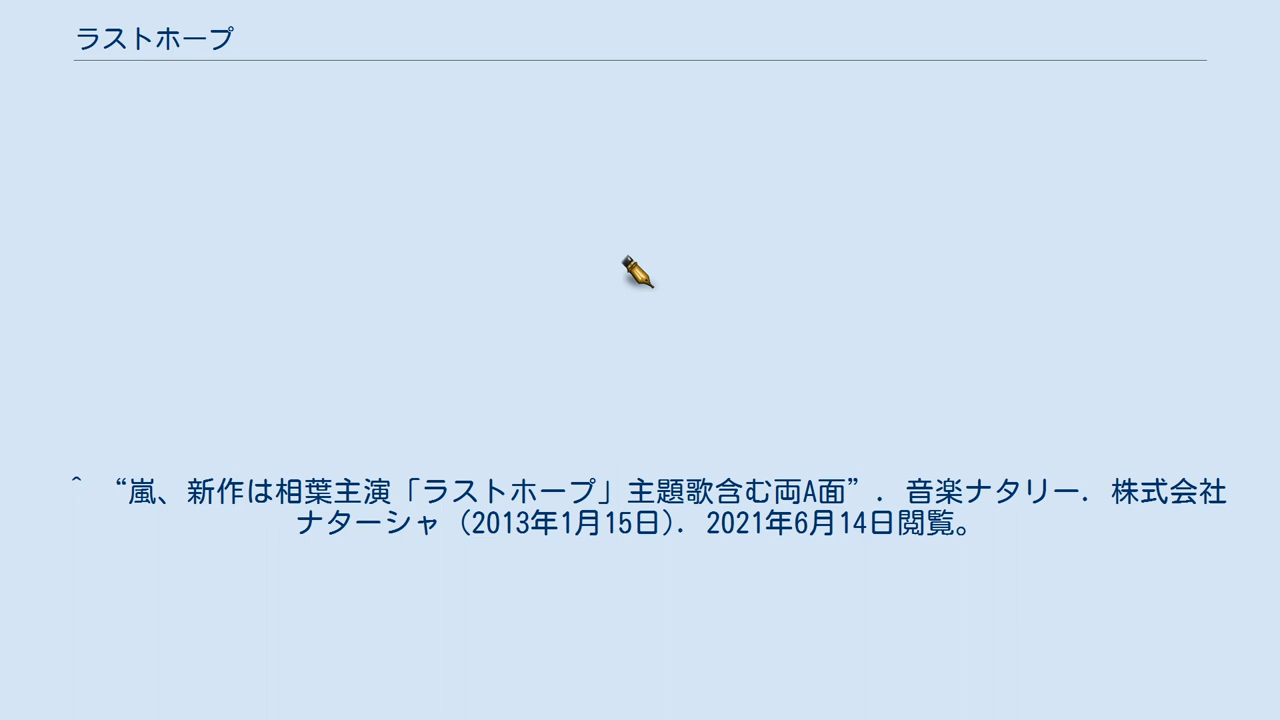 ラストホープ
^ “嵐、新作は相葉主演「ラストホープ」主題歌含む両A面”. 音楽ナタリー. 株式会社
ナターシャ (2013年1月15日). 2021年6月14日閲覧。